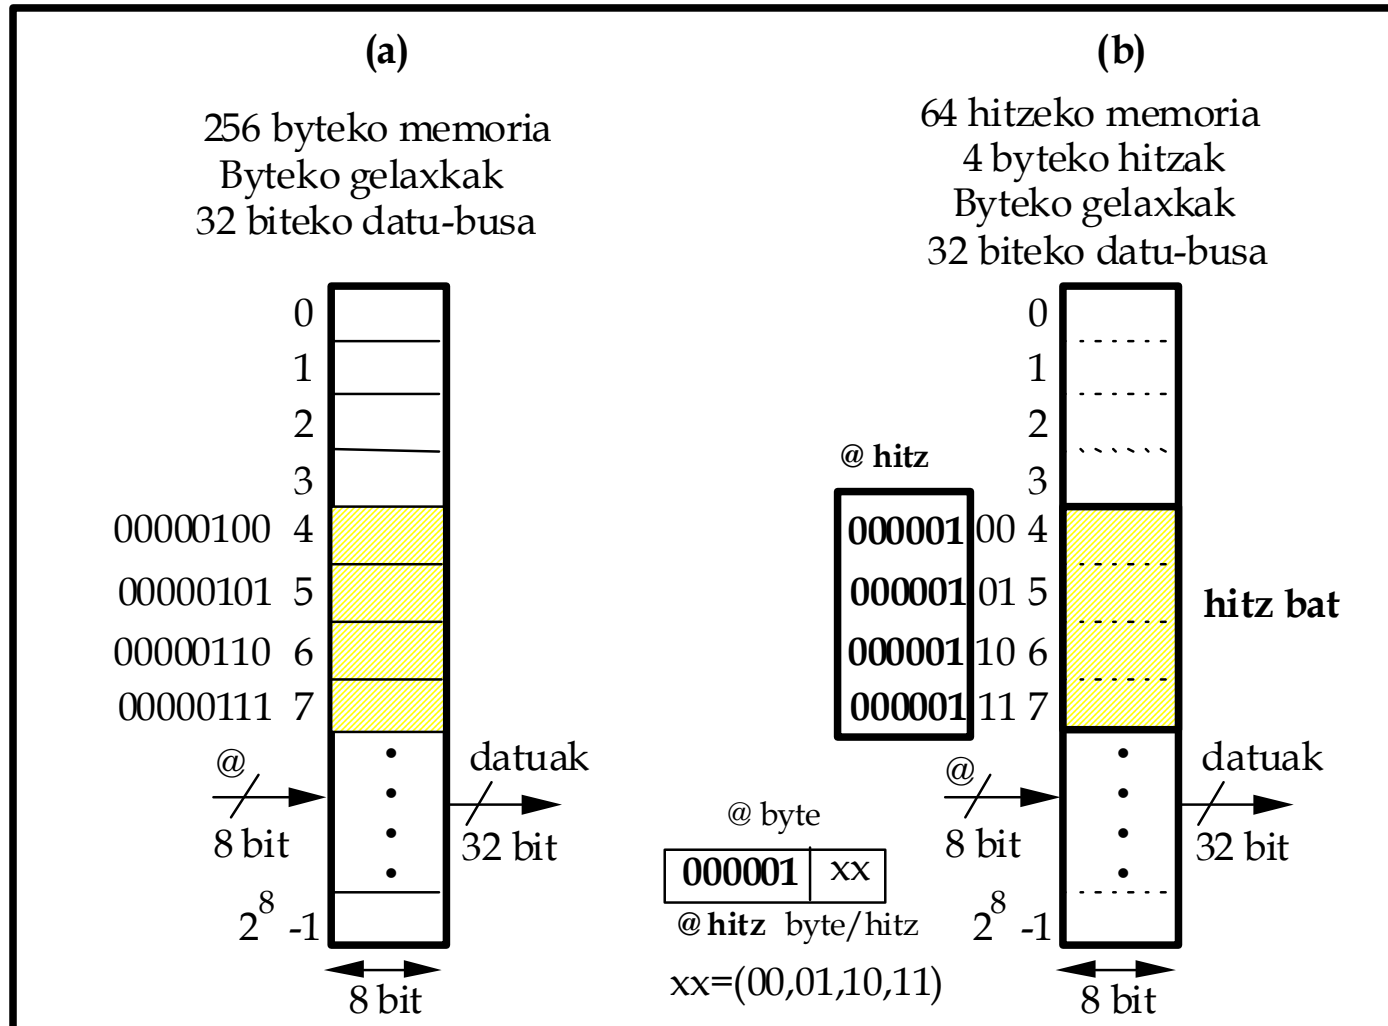 (a)
256 byteko memoria
Byteko gelaxkak
32 biteko datu-busa
0
1
2
3
00000100 4
00000101 5
00000110 6
00000111 7
@
8 bit
datuak
32 bit
2^8 -1
8 bit
(b)
64 hitzeko memoria
4 byteko hitzak
Byteko gelaxkak
32 biteko datu-busa
0
1
2
3
@ hitz
000001 00 4
000001 01 5
000001 10 6
000001 11 7
hitz bat
@
8 bit
datuak
32 bit
2^8 -1
8 bit
@ byte
000001 xx
@ hitz byte/hitz
xx=(00,01,10,11)